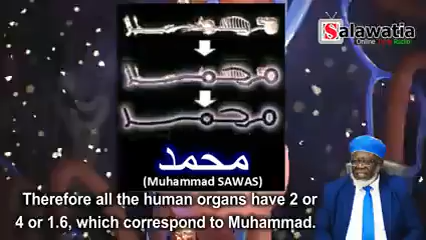 Salawatia
Online Live Radio
محمد
(Muhammad SAWAS)
Therefore all the human organs have 2 or
4 or 1.6, which correspond to Muhammad.